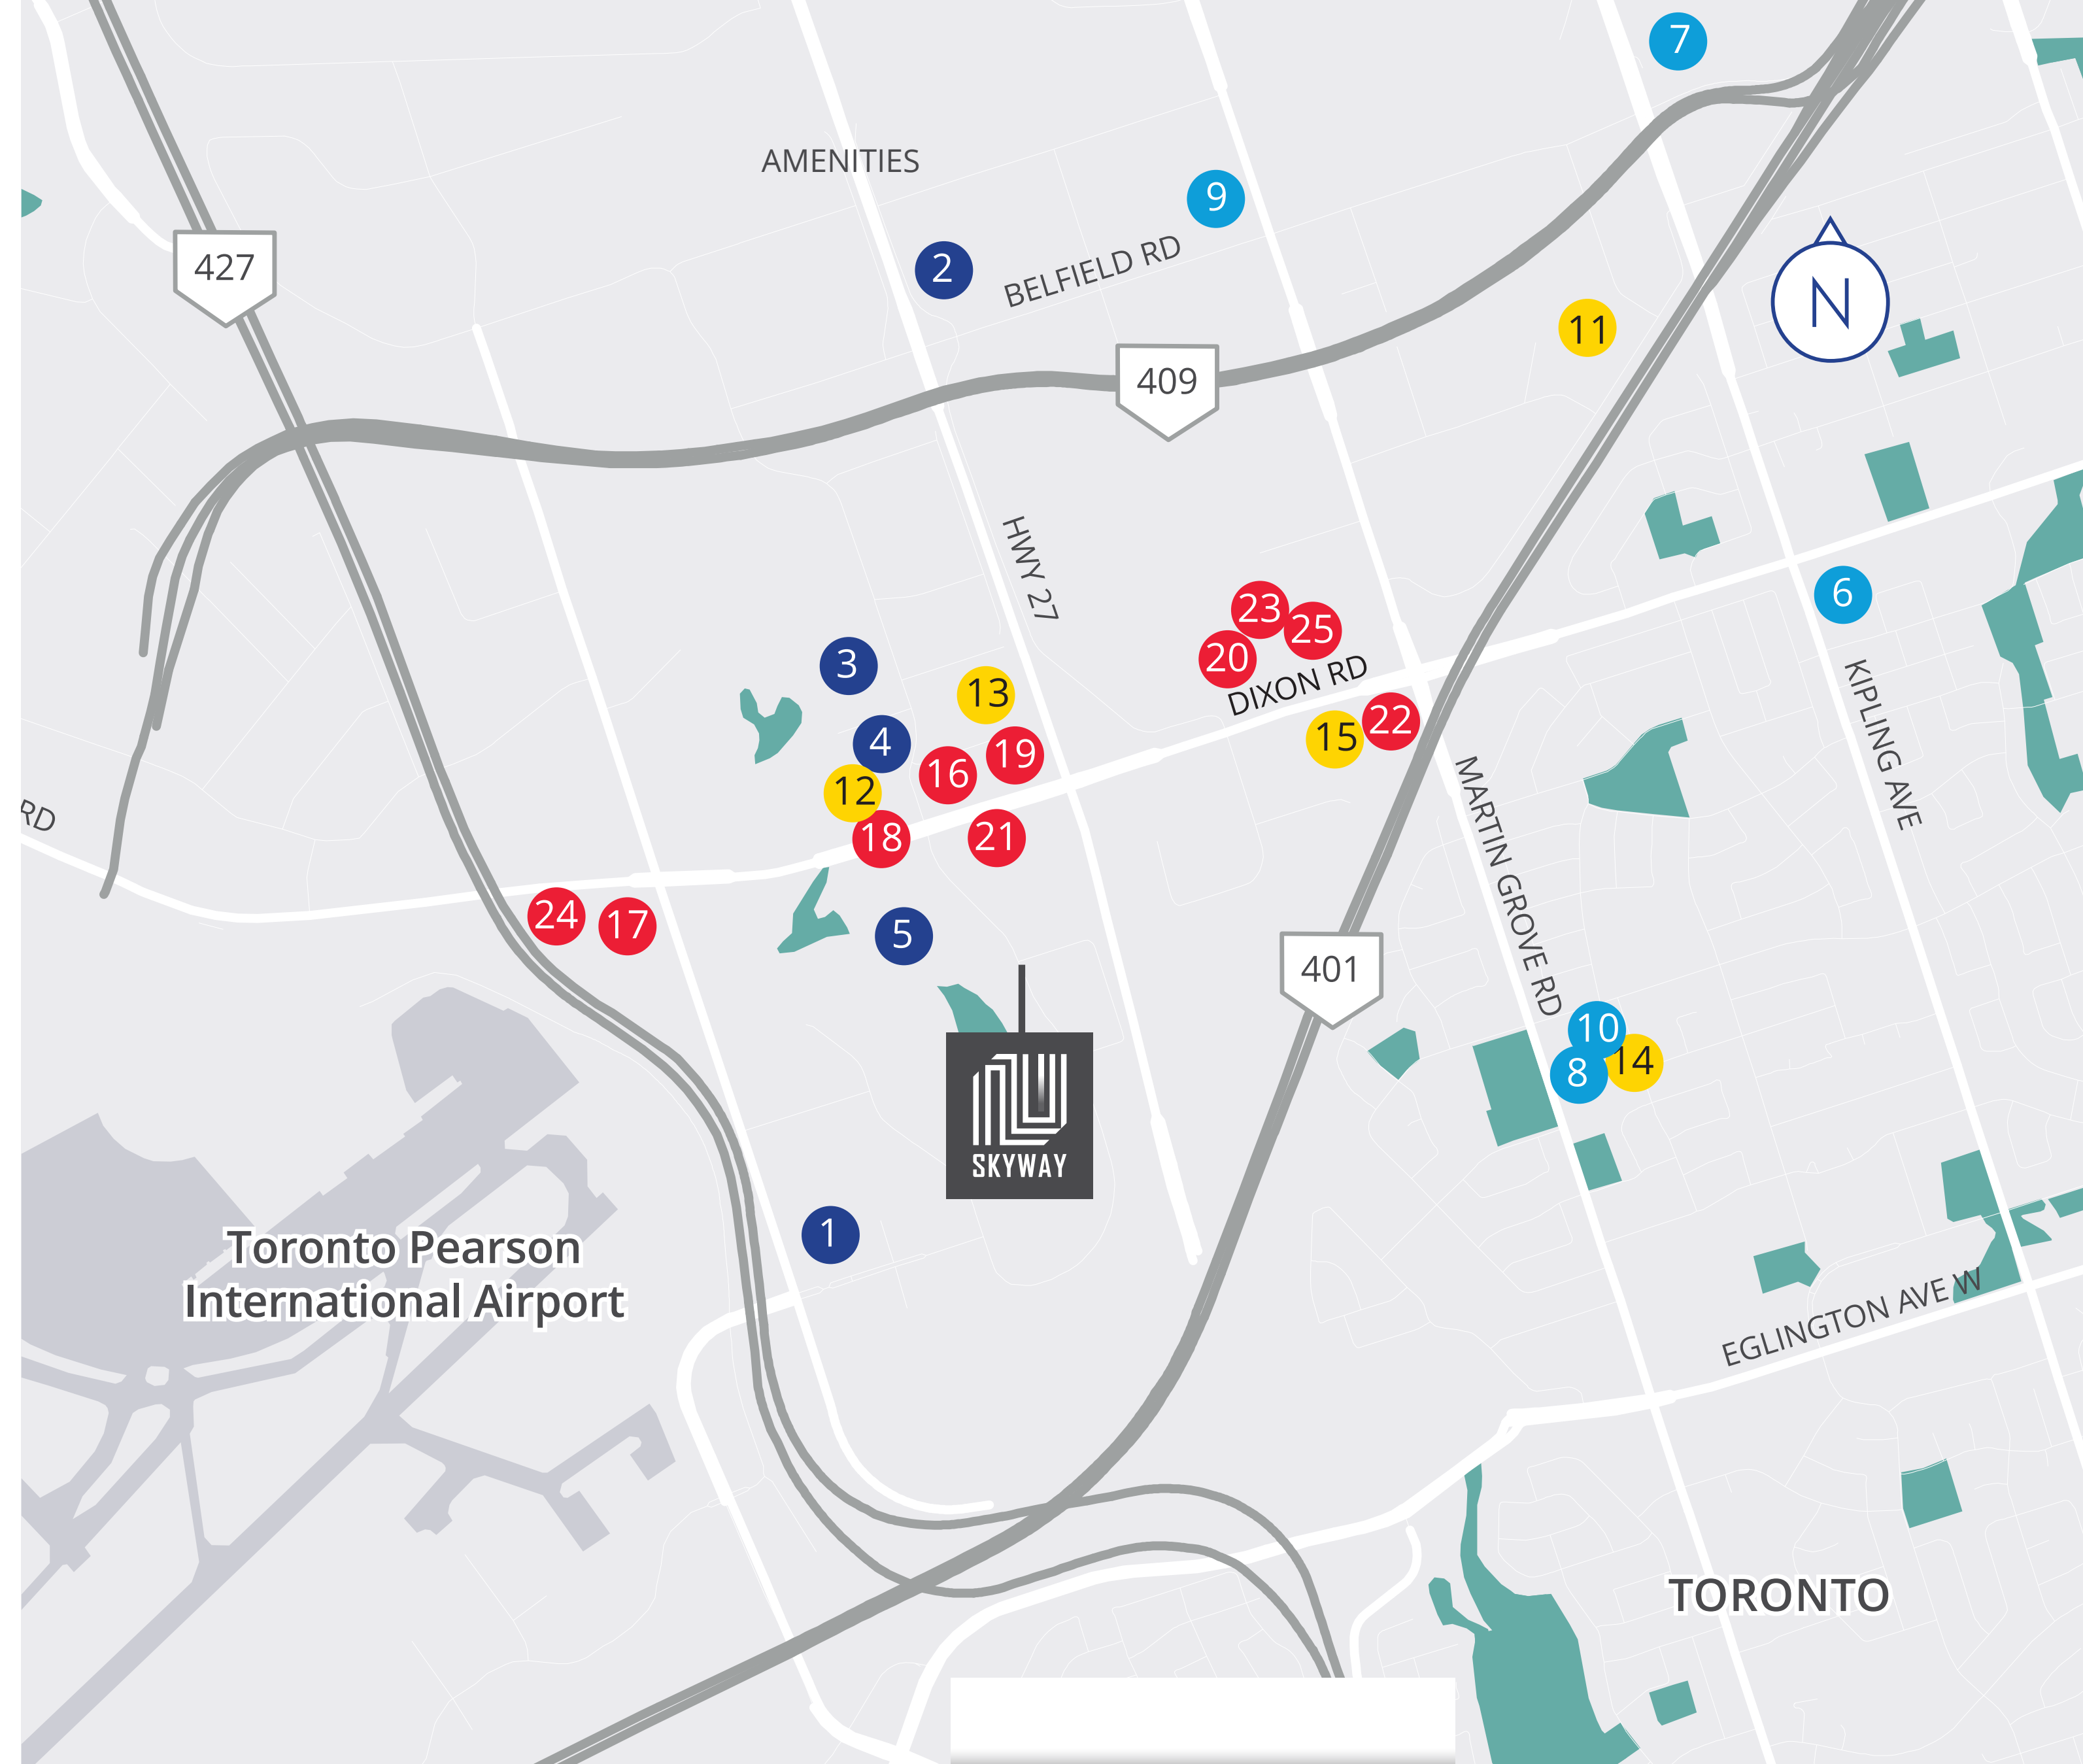 7
AMENITIES
9
427
2
BELFIELD RD
N
11
409
HWY 27
23
6
25
3
20
DIXON RD
13
KIPLING AVE
22
15
4
19
16
12
RD
18
21
MARTIN GROVE RD
24
17
5
401
10
14
8
SKYWAY
1
Toronto Pearson
International Airport
EGLINGTON AVE W
TORONTO